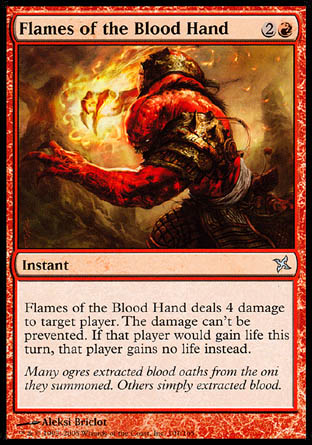 Flames of the Blood Hand 2
Instant
Flames of the Blood Hand deals 4 damage
to target player. The damage can't be
prevented. If that player would gain life this
turn, that player gains no life instead.
Many ogres extracted blood oaths from the oni
they summoned. Others simply extracted blood.
Aleksi Briclot